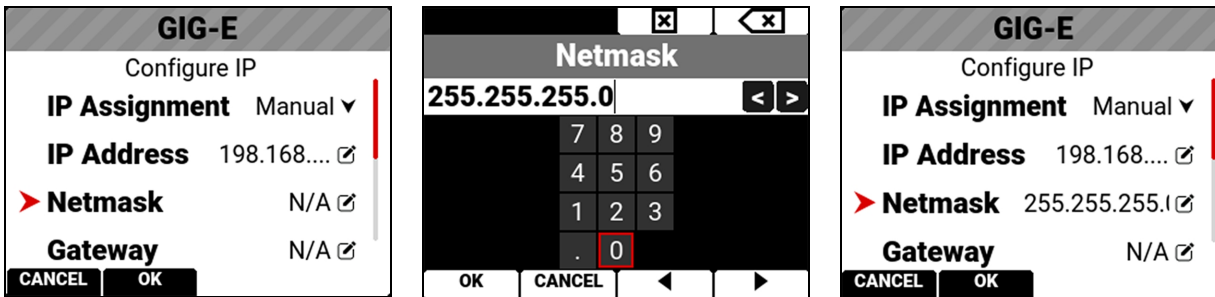 GIG-E
Configure IP
IP Assignment Manual
IP Address 198.168....
Netmask N/A
Gateway N/A
CANCEL OK
Netmask
255.255.255.0
< >
7 8 9
4 5 6
1 2 3
. 0
OK CANCEL
GIG-E
Configure IP
IP Assignment Manual
IP Address 198.168....
Netmask 255.255.255.
Gateway N/A
CANCEL OK